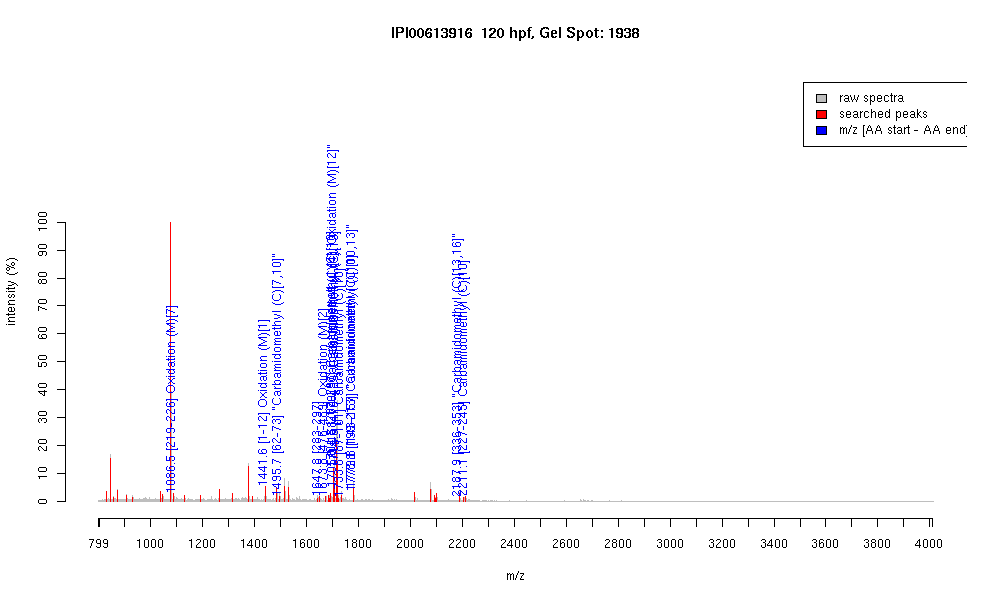 IPI00613916 120 hpf, Gel Spot: 1938
raw spectra
searched peaks
m/z [AA start - AA end]
intensity (%)
100
90
80
70
60
50
40
30
20
10
0
1086.5 [219-226] Oxidation (M)[7]
1441.6 [1-12] Oxidation (M)[1]
1495.7 [62-73] "Carbamidomethyl (C)[7,10]"
1647.8 [283-297]
Oxidation (M)[2]
Oxidation (M)[12]"
2187.9 [336-353] "Carbamidomethyl (C)[13,16]"
2211.1 [227-245] Carbamidomethyl (C)[10]
799 1000 1200 1400 1600 1800 2000 2200 2400 2600 2800 3000 3200 3400 3600 3800 4000
m/z